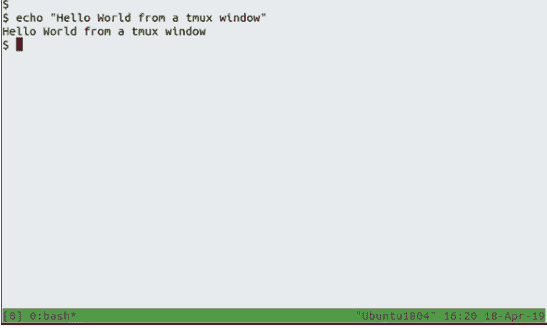 $
$ echo "Hello World from a tmux window"
Hello World from a tmux window
$
[8] 0:bash* "Ubuntu1804" 16:20 18-Apr-19